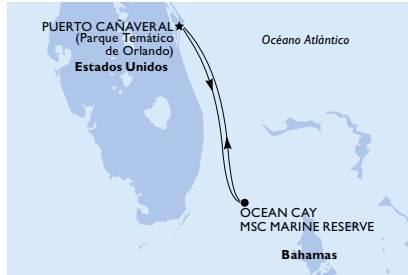 PUERTO CAÑAVERAL
(Parque Temático
de Orlando)
Estados Unidos
Océano Atlántico
OCEAN CAY
MSC MARINE RESERVE
Bahamas